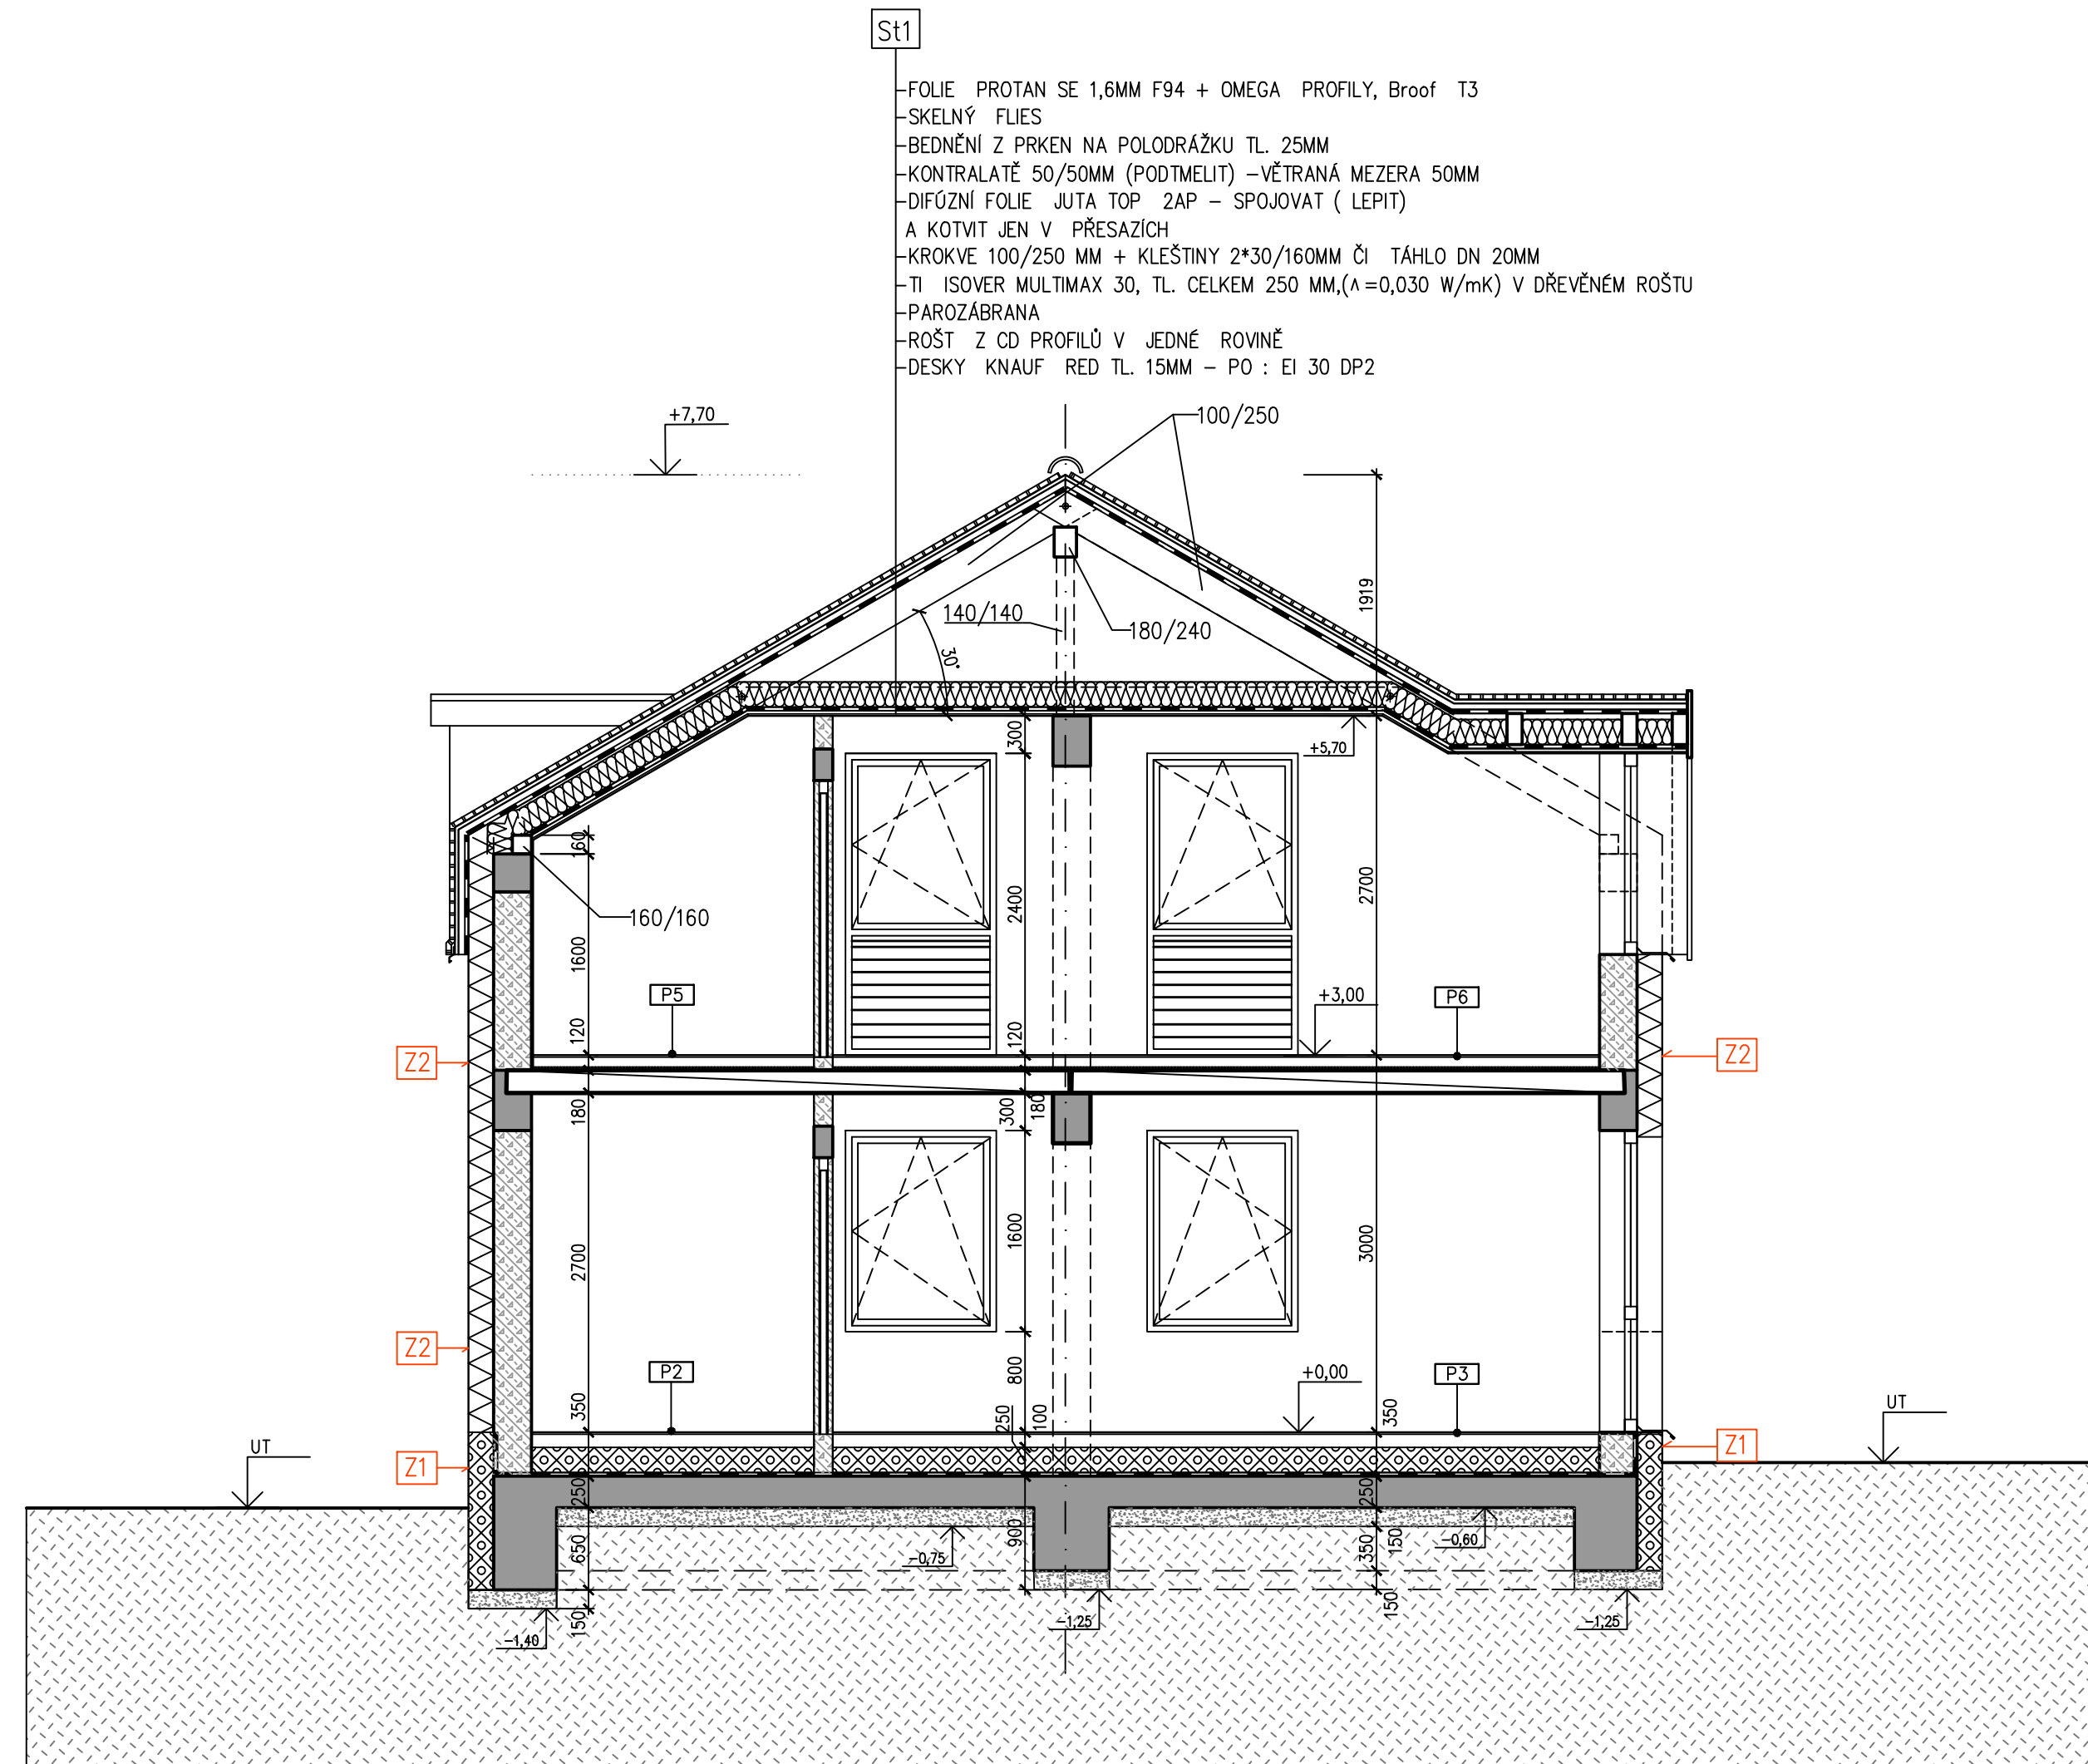 St1
FOLIE PROTAN SE 1,6MM F94 + OMEGA PROFILY, Broof T3
SKELNÝ FLIES
BEDNĚNÍ Z PRKEN NA POLODRÁŽKU TL. 25MM
KONTRALATĚ 50/50MM (PODTMELIT) -VĚTRANÁ MEZERA 50MM
DIFÚZNÍ FOLIE JUTA TOP 2AP - SPOJOVAT ( LEPIT)
A KOTVIT JEN V PŘESAZÍCH
KROKVE 100/250 MM + KLEŠTINY 2*30/160MM ČI TÁHLO DN 20MM
TI ISOVER MULTIMAX 30, TL. CELKEM 250 MM,(ʌ=0,030 W/mK) V DŘEVĚNÉM ROŠTU
PAROZÁBRANA
ROŠT Z CD PROFILŮ V JEDNÉ ROVINĚ
DESKY KNAUF RED TL. 15MM - PO : EI 30 DP2
+7,70
100/250
1919
140/140
180/240
30°
300
+5,70
160
160/160
2400
2700
1600
P5
P6
+3,00
120
120
Z2
Z2
180
300
180
2700
1600
3000
Z2
P2
800
+0,00
P3
350
250
100
350
UT
UT
Z1
Z1
250
250
650
900
-0,75
350
150
-0,60
150
-1,40
-1,25
150
-1,25